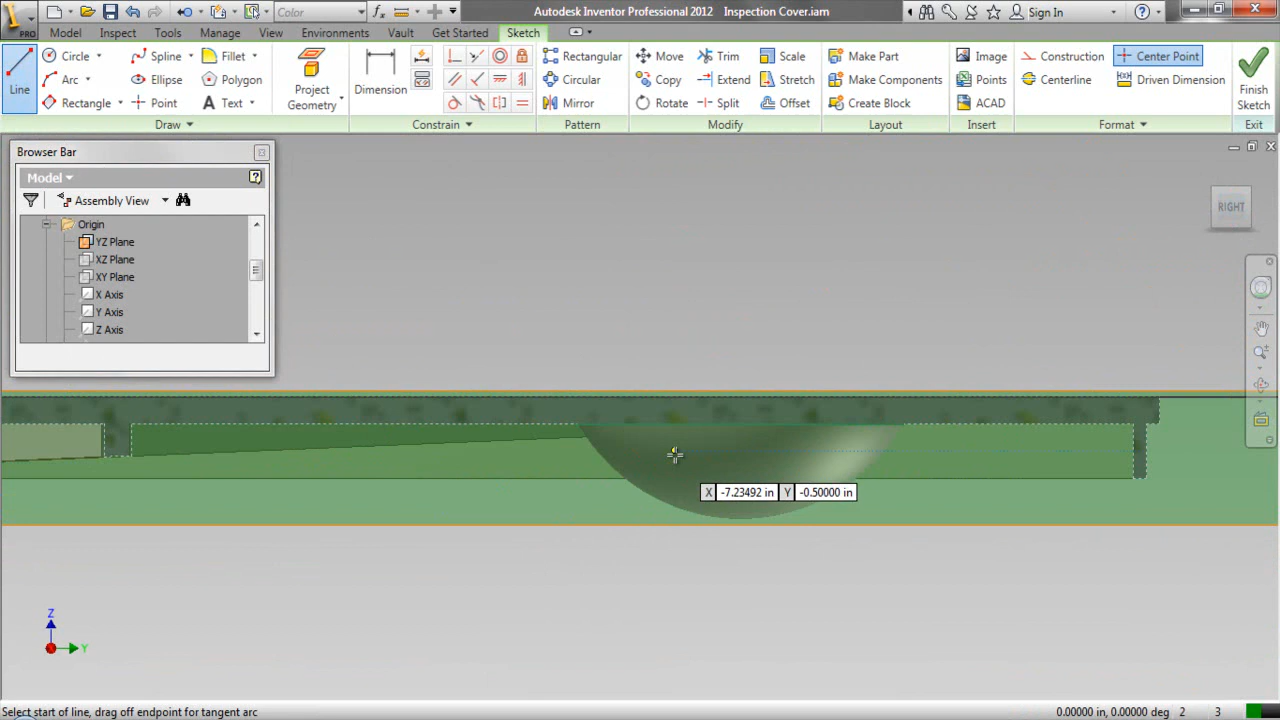 Color
Autodesk Inventor Professional 2012 Inspection Cover.iam
Sign In
PRO
Model Inspect Tools Manage View Environments Vault Get Started Sketch
Line
Circle
Arc
Rectangle
Spline
Ellipse
Point
Fillet
Polygon
Text
Project
Geometry
Dimension
Rectangular
Circular
Mirror
Move
Copy
Rotate
Trim
Extend
Split
Scale
Stretch
Offset
Make Part
Make Components
Create Block
Image
Points
ACAD
Construction
Centerline
Center Point
Driven Dimension
Finish
Sketch
Draw
Constrain
Pattern
Modify
Layout
Insert
Format
Exit
Browser Bar
Model
Assembly View
Origin
YZ Plane
XZ Plane
XY Plane
X Axis
Y Axis
Z Axis
RIGHT
X -7.23492 in Y -0.50000 in
Z
Y
Select start of line, drag off endpoint for tangent arc
0.00000 in, 0.00000 deg 2 3